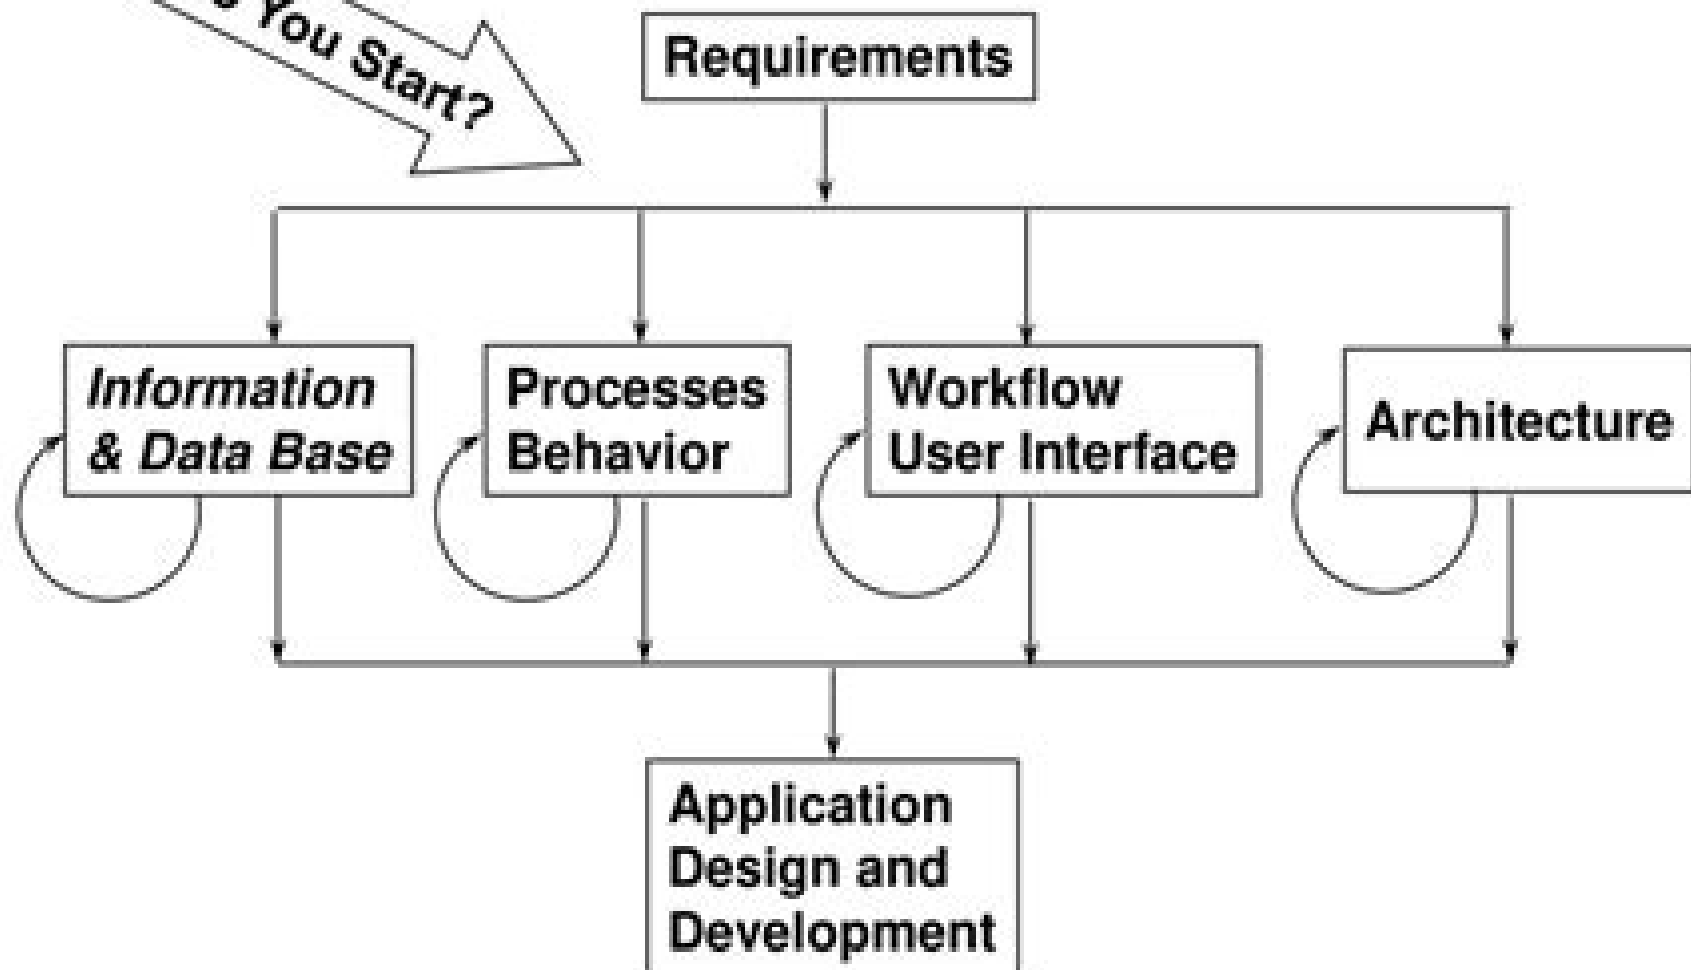 You Start?
Requirements
Information
& Data Base
Processes
Behavior
Workflow
User Interface
Architecture
Application
Design and
Development